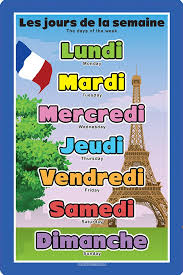 Les jours de la semaine
The days of the week
Lundi
Monday
Mardi
Tuesday
Mercredi
Wednesday
Jeudi
Thursday
Vendredi
Friday
Samedi
Saturday
Dimanche
Sunday